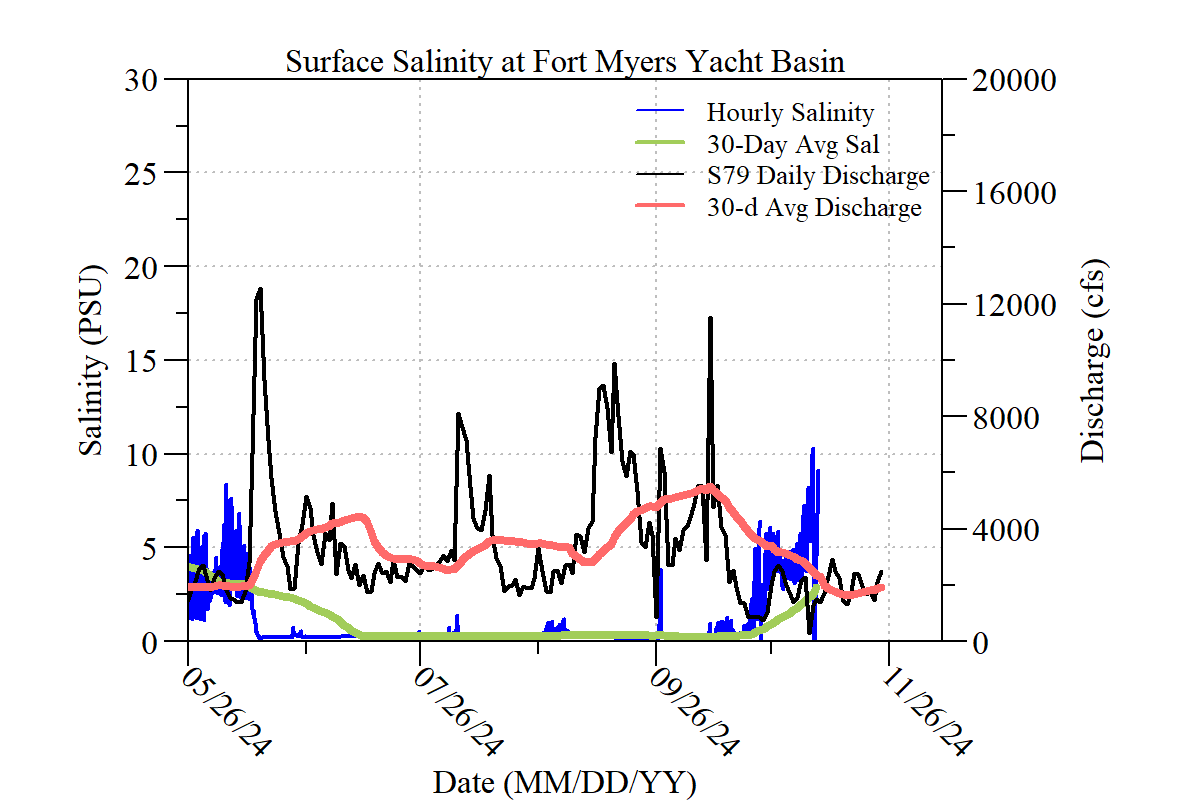 Surface Salinity at Fort Myers Yacht Basin
30
25
20
15
10
5
0
Salinity (PSU)
Hourly Salinity
30-Day Avg Sal
S79 Daily Discharge
30-d Avg Discharge
20000
16000
12000
8000
4000
0
Discharge (cfs)
05/26/24
07/26/24
09/26/24
11/26/24
Date (MM/DD/YY)